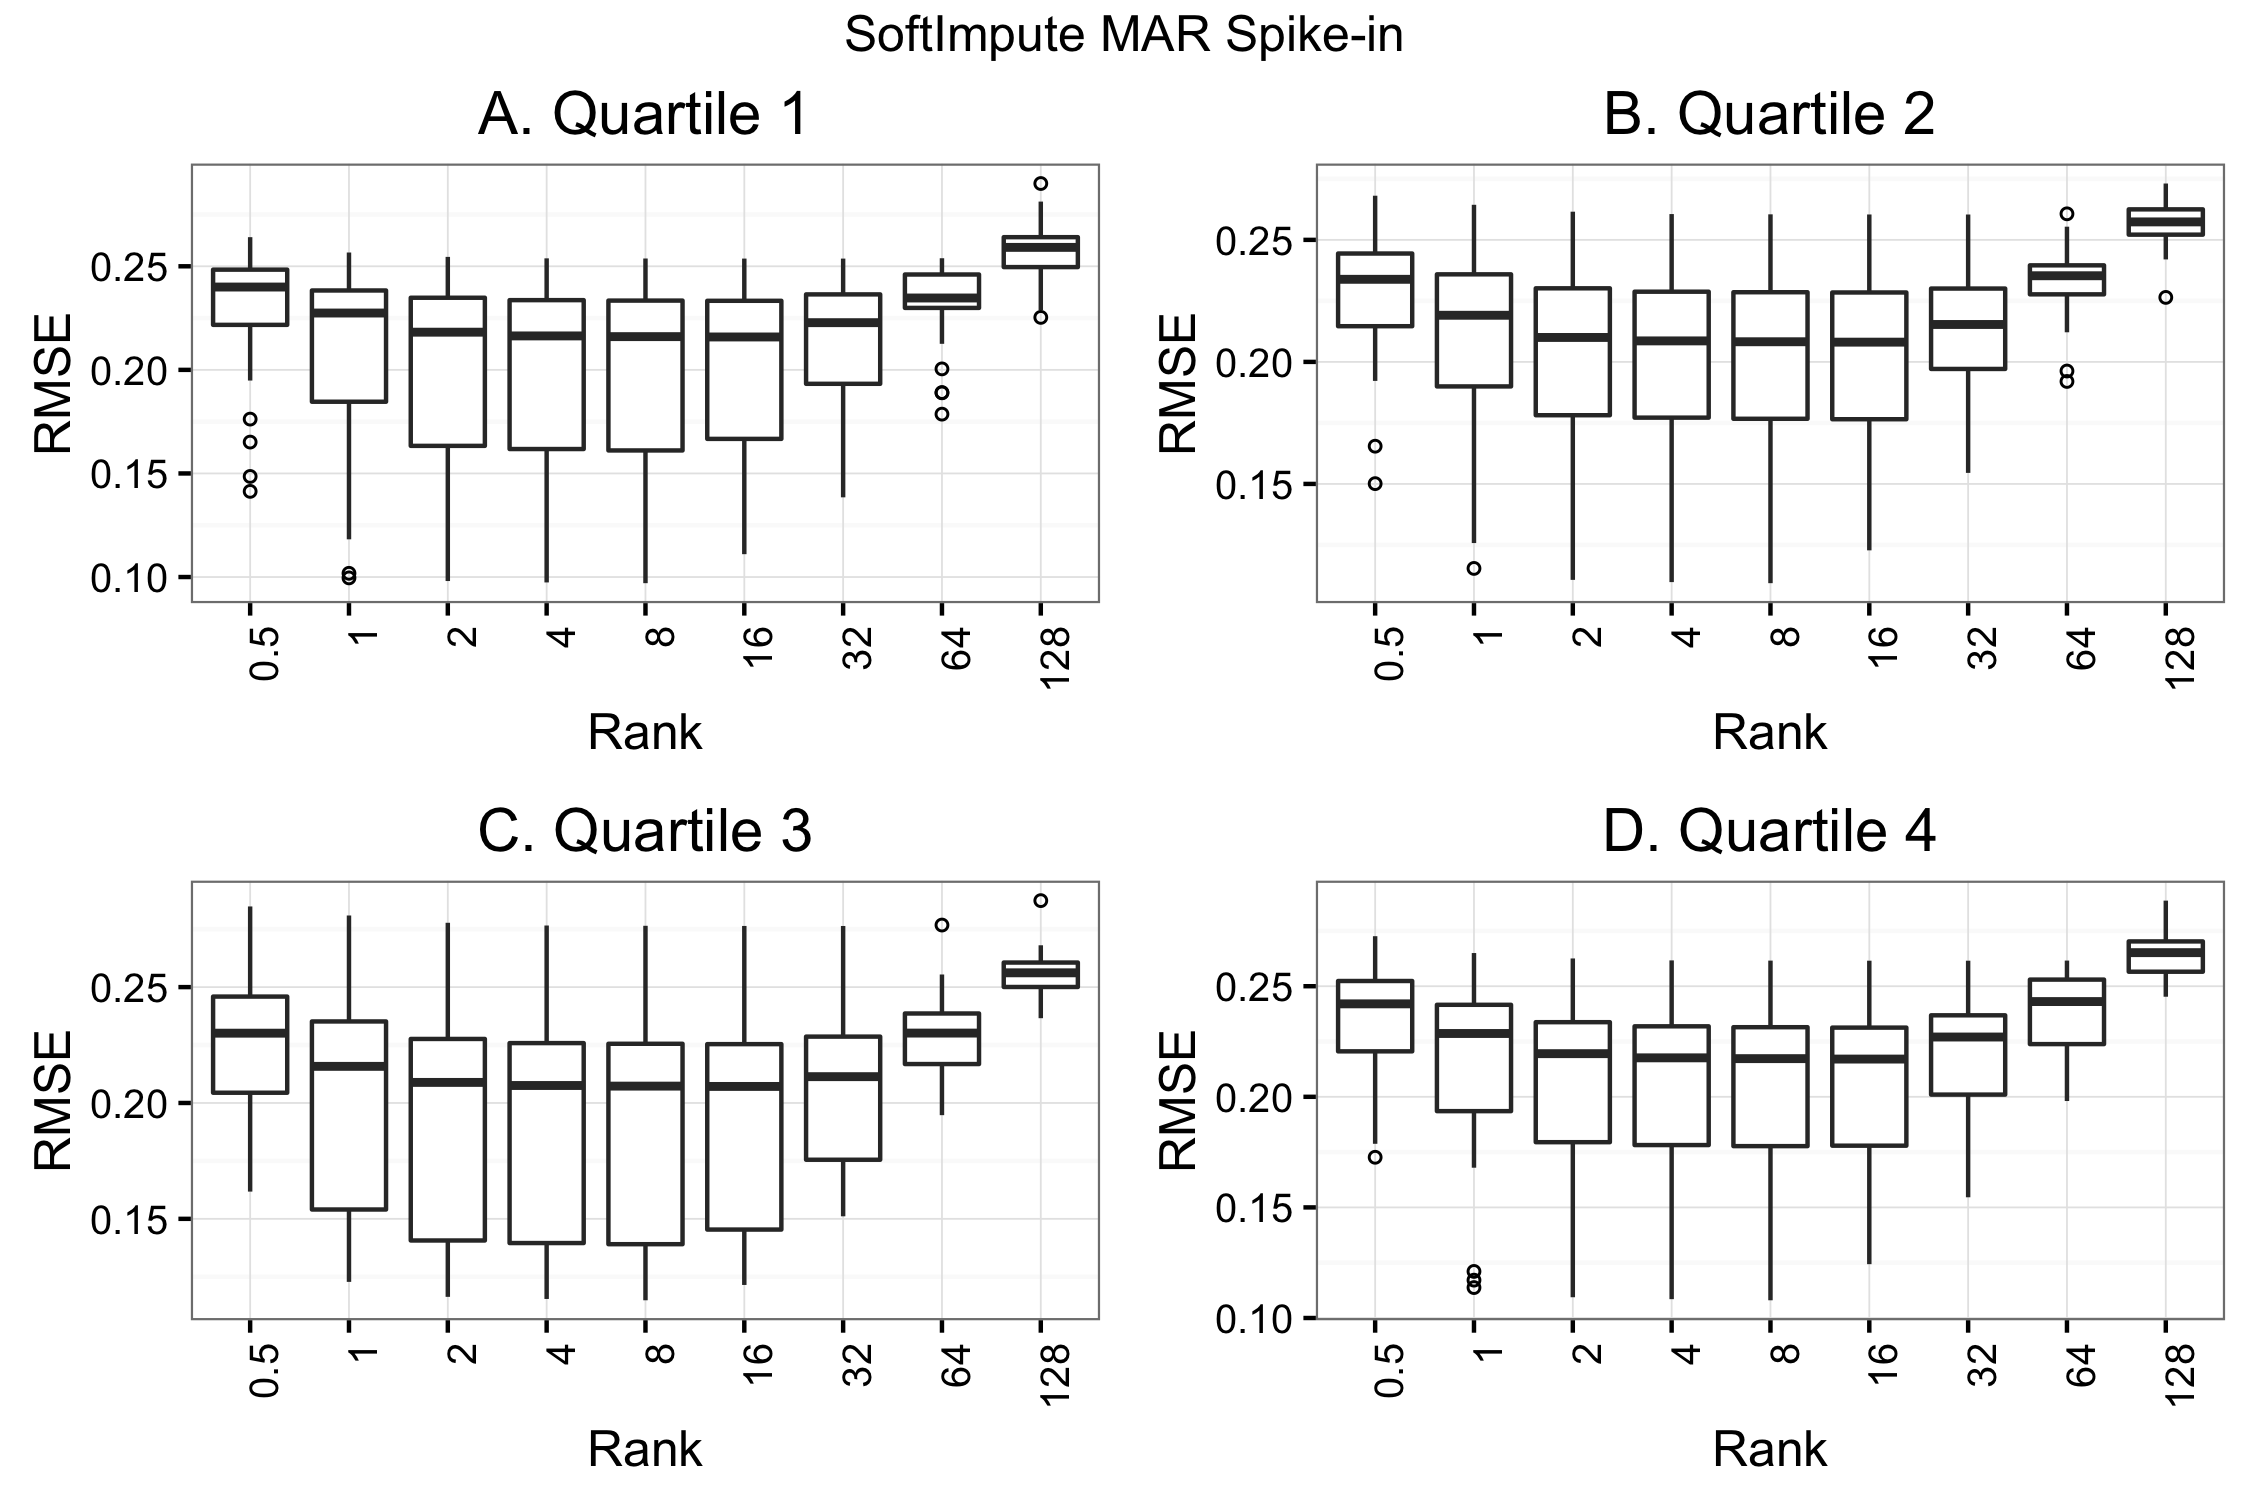 SoftImpute MAR Spike-in
A. Quartile 1
RMSE
0.25
0.20
0.15
0.10
0.5 1 2 4 8 16 32 64 128
Rank
B. Quartile 2
RMSE
0.25
0.20
0.15
0.5 1 2 4 8 16 32 64 128
Rank
C. Quartile 3
RMSE
0.25
0.20
0.15
0.5 1 2 4 8 16 32 64 128
Rank
D. Quartile 4
RMSE
0.25
0.20
0.15
0.10
0.5 1 2 4 8 16 32 64 128
Rank